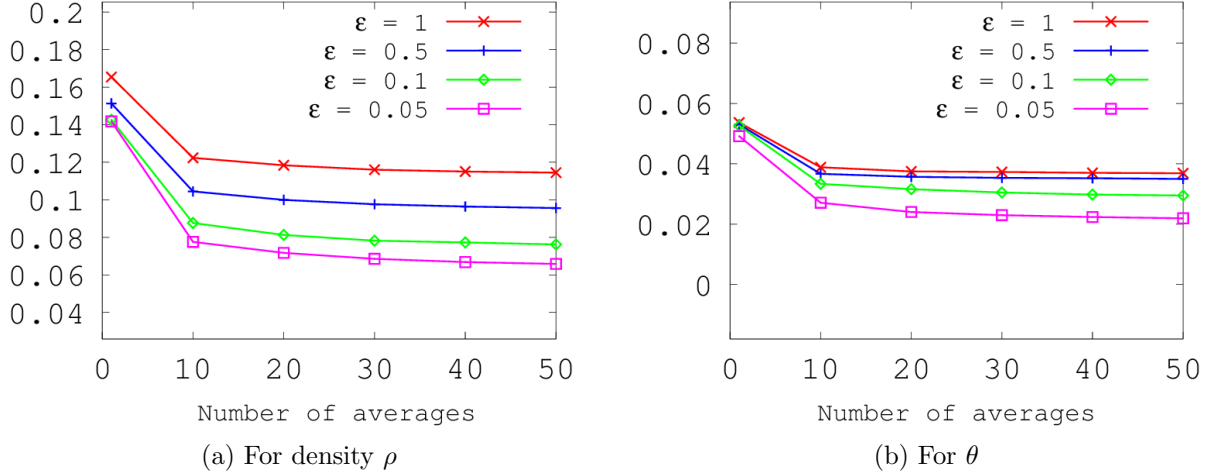 0.2
0.18
0.16
0.14
0.12
0.1
0.08
0.06
0.04
ε = 1
ε = 0.5
ε = 0.1
ε = 0.05
0 10 20 30 40 50
Number of averages
(a) For density ρ
0.08
0.06
0.04
0.02
0
ε = 1
ε = 0.5
ε = 0.1
ε = 0.05
0 10 20 30 40 50
Number of averages
(b) For θ